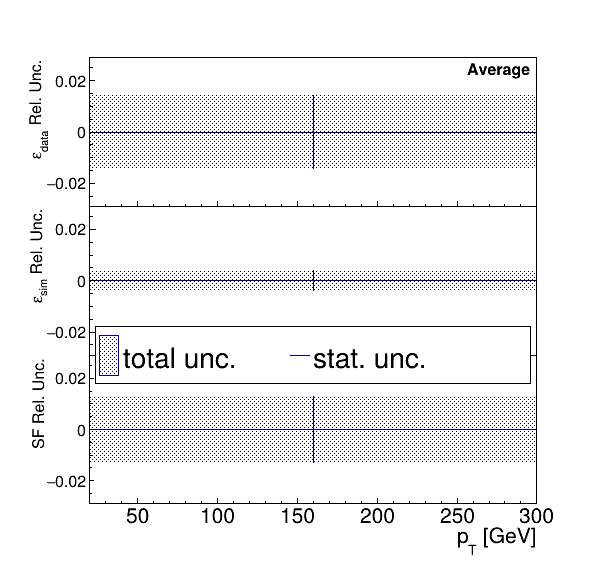 Average
ε_data Rel. Unc.
0.02
0
−0.02
ε_sim Rel. Unc.
0.02
0
−0.02
total unc.
stat. unc.
SF Rel. Unc.
0.02
0
−0.02
50 100 150 200 250 300
p_T [GeV]